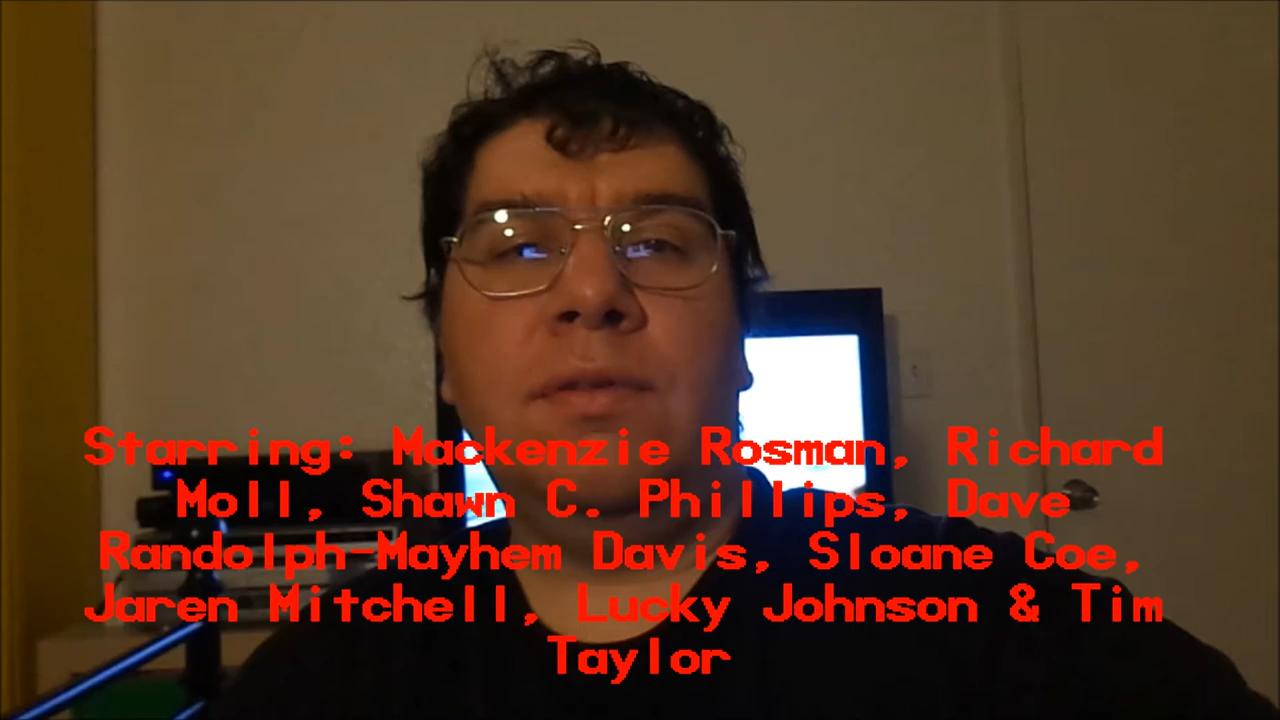 Starring: Mackenzie Rosman, Richard
Moll, Shawn C. Phillips, Dave
Randolph-Mayhem Davis, Sloane Coe,
Jaren Mitchell, Lucky Johnson & Tim
Taylor